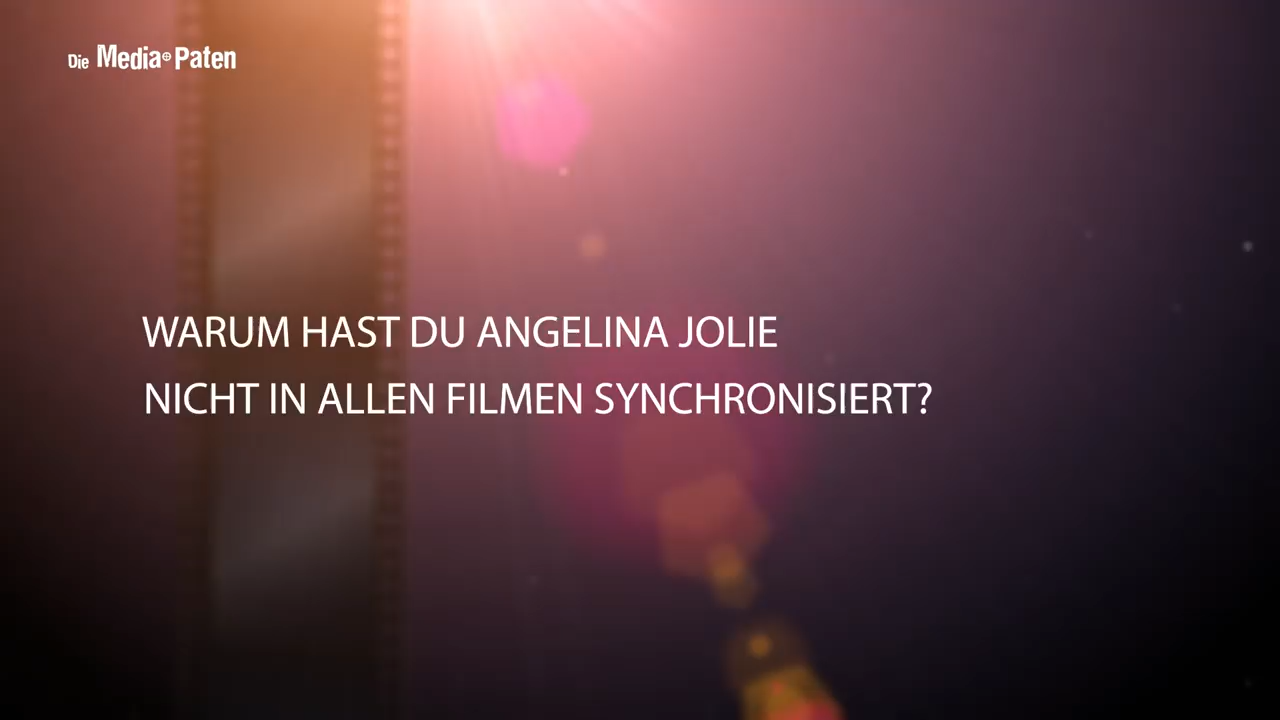 Die Media Paten
WARUM HAST DU ANGELINA JOLIE
NICHT IN ALLEN FILMEN SYNCHRONISIERT?